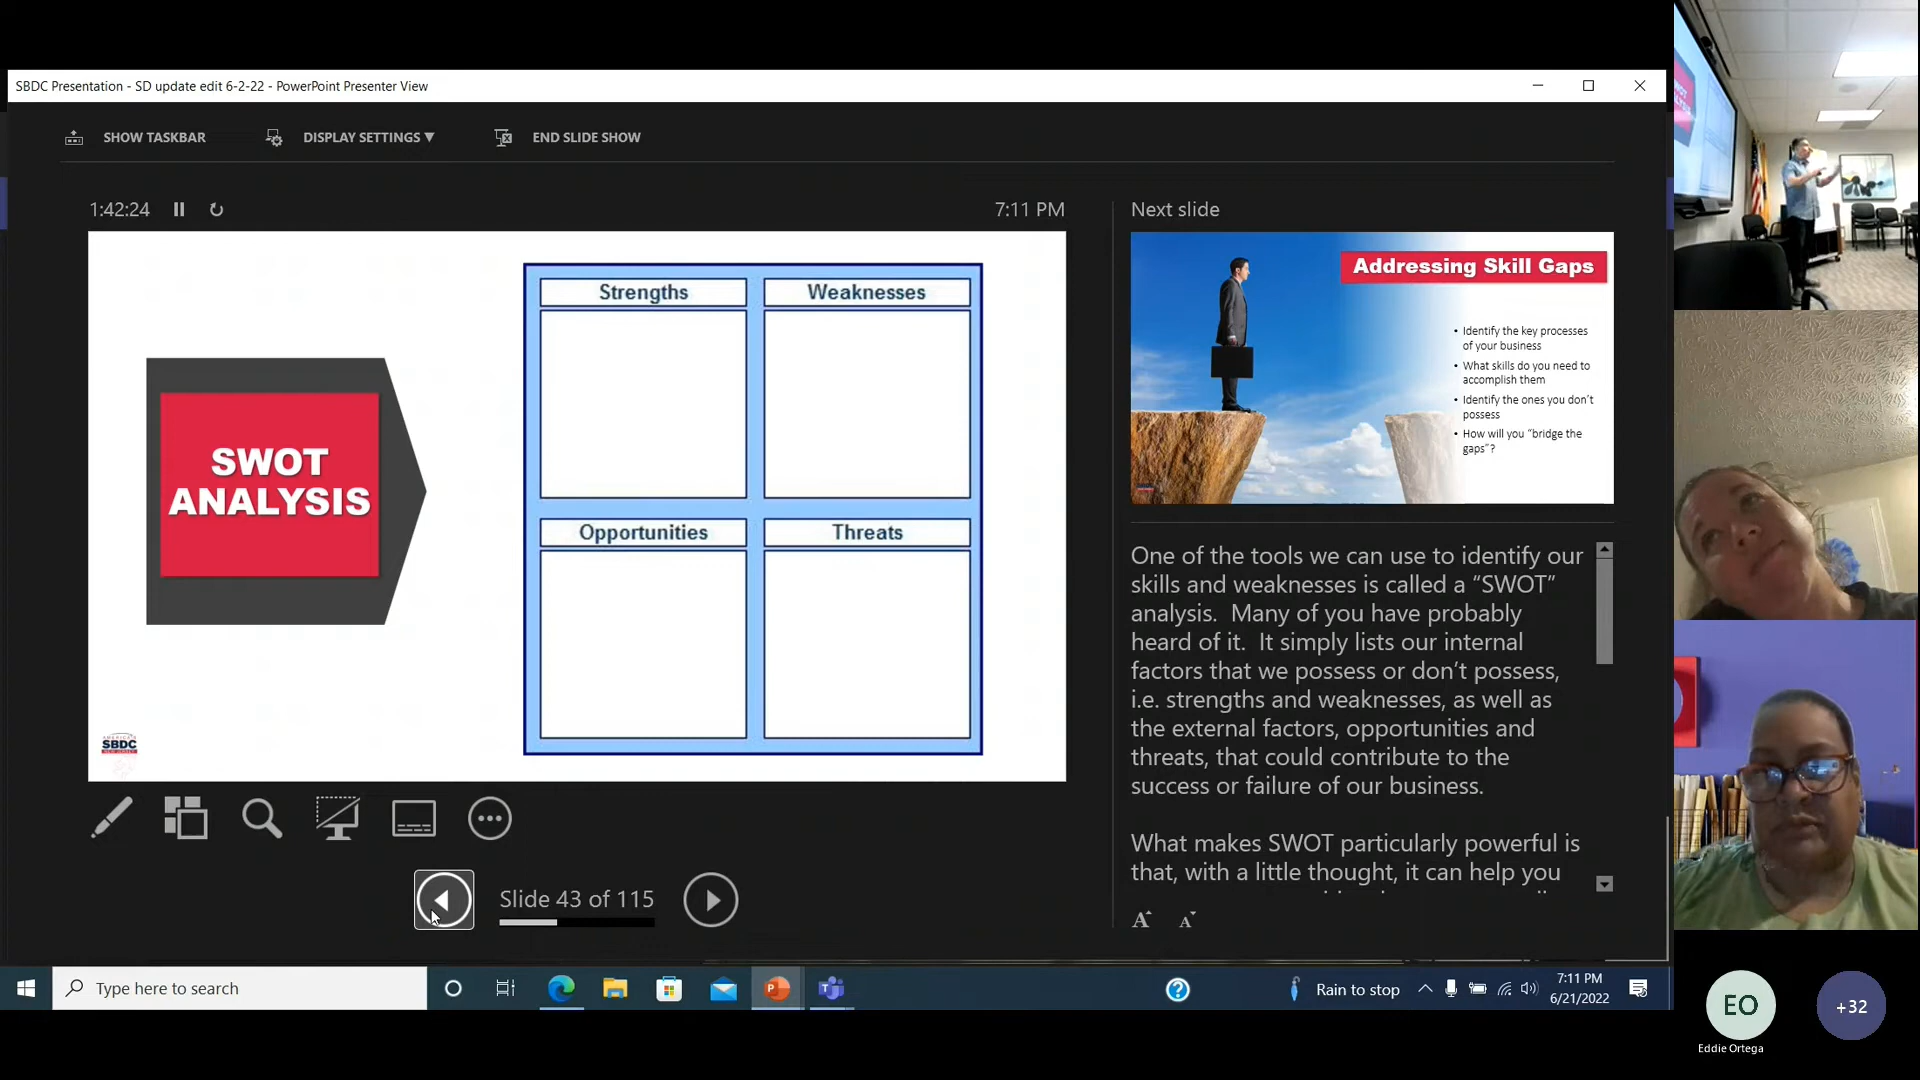 SBDC Presentation - SD update edit 6-2-22 - PowerPoint Presenter View
SHOW TASKBAR
DISPLAY SETTINGS ▼
END SLIDE SHOW
1:42:24
7:11 PM
SWOT
ANALYSIS
Strengths
Weaknesses
Opportunities
Threats
SBDC
Slide 43 of 115
Next slide
Addressing Skill Gaps
• Identify the key processes
of your business
• What skills do you need to
accomplish them
• Identify the ones you don't
possess
• How will you "bridge the
gaps"?
One of the tools we can use to identify our
skills and weaknesses is called a “SWOT”
analysis.  Many of you have probably
heard of it.  It simply lists our internal
factors that we possess or don’t possess,
i.e. strengths and weaknesses, as well as
the external factors, opportunities and
threats, that could contribute to the
success or failure of our business.
What makes SWOT particularly powerful is
that, with a little thought, it can help you
A A
Type here to search
Rain to stop
7:11 PM
6/21/2022
EO
Eddie Ortega
+32